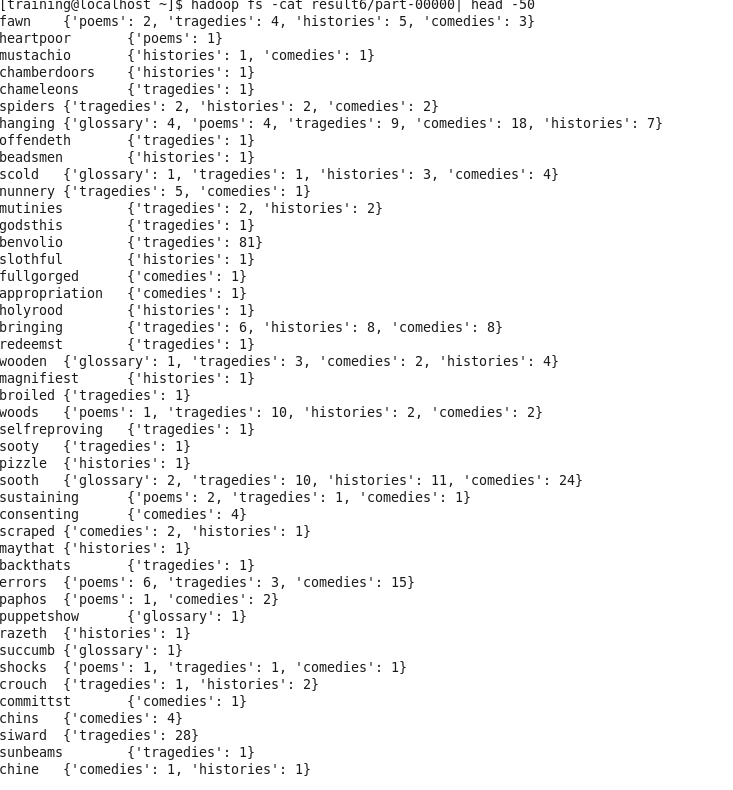 [training@localhost ~]$ hadoop fs -cat result6/part-00000| head -50
fawn    {'poems': 2, 'tragedies': 4, 'histories': 5, 'comedies': 3}
heartpoor       {'poems': 1}
mustachio       {'histories': 1, 'comedies': 1}
chamberdoors    {'histories': 1}
chameleons      {'tragedies': 1}
spiders {'tragedies': 2, 'histories': 2, 'comedies': 2}
hanging {'glossary': 4, 'poems': 4, 'tragedies': 9, 'comedies': 18, 'histories': 7}
offendeth       {'tragedies': 1}
beadsmen        {'histories': 1}
scold   {'glossary': 1, 'tragedies': 1, 'histories': 3, 'comedies': 4}
nunnery {'tragedies': 5, 'comedies': 1}
mutinies        {'tragedies': 2, 'histories': 2}
godsthis        {'tragedies': 1}
benvolio        {'tragedies': 81}
slothful        {'histories': 1}
fullgorged      {'comedies': 1}
appropriation   {'comedies': 1}
holyrood        {'histories': 1}
bringing        {'tragedies': 6, 'histories': 8, 'comedies': 8}
redeemst        {'tragedies': 1}
wooden  {'glossary': 1, 'tragedies': 3, 'comedies': 2, 'histories': 4}
magnifiest      {'histories': 1}
broiled {'tragedies': 1}
woods   {'poems': 1, 'tragedies': 10, 'histories': 2, 'comedies': 2}
selfreproving   {'tragedies': 1}
sooty   {'tragedies': 1}
pizzle  {'histories': 1}
sooth   {'glossary': 2, 'tragedies': 10, 'histories': 11, 'comedies': 24}
sustaining      {'poems': 2, 'tragedies': 1, 'comedies': 1}
consenting      {'comedies': 4}
scraped {'comedies': 2, 'histories': 1}
maythat {'histories': 1}
backthats       {'tragedies': 1}
errors  {'poems': 6, 'tragedies': 3, 'comedies': 15}
paphos  {'poems': 1, 'comedies': 2}
puppetshow      {'glossary': 1}
razeth  {'histories': 1}
succumb {'glossary': 1}
shocks  {'poems': 1, 'tragedies': 1, 'comedies': 1}
crouch  {'tragedies': 1, 'histories': 2}
committst       {'comedies': 1}
chins   {'comedies': 4}
siward  {'tragedies': 28}
sunbeams        {'tragedies': 1}
chine   {'comedies': 1, 'histories': 1}